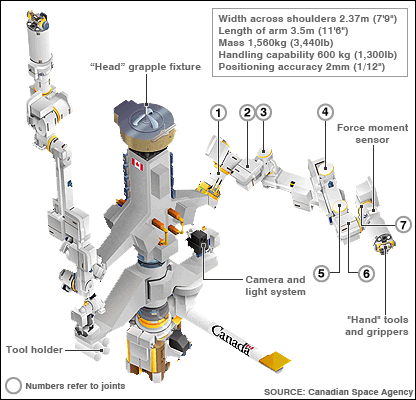 Width across shoulders 2.37m (7'9")
Length of arm 3.5m (11'6")
Mass 1,560kg (3,440lb)
Handling capability 600 kg (1,300lb)
Positioning accuracy 2mm (1/12")
“Head” grapple fixture
1
2
3
4
Force moment
sensor
7
5
6
Camera and
light system
"Hand" tools
and grippers
Canada
Tool holder
Numbers refer to joints
SOURCE: Canadian Space Agency